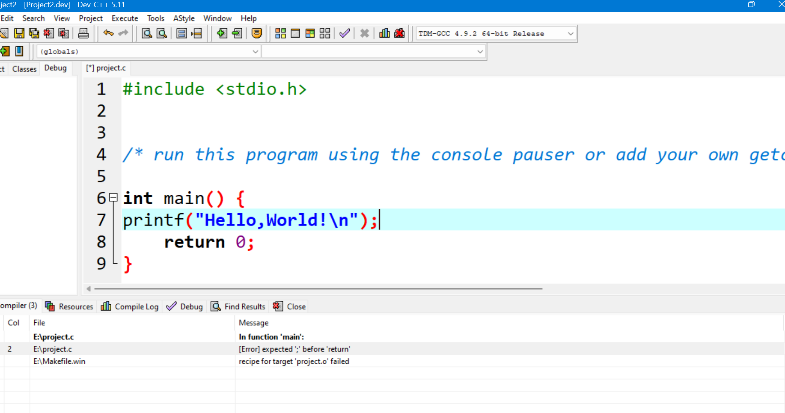 ject2 [Project2.dev] - Dev-C++ 5.11
Edit Search View Project Execute Tools AStyle Window Help
TDM-GCC 4.9.2 64-bit Release
(globals)
ct Classes Debug [*] project.c
1 #include <stdio.h>
2
3
4 /* run this program using the console pauser or add your own getc
5
6 int main() {
7 printf("Hello,World!\n");
8 return 0;
9 }
ompiler (3) Resources Compile Log Debug Find Results Close
Col File Message
E:\project.c In function 'main':
2 E:\project.c [Error] expected ';' before 'return'
E:\Makefile.win recipe for target 'project.o' failed